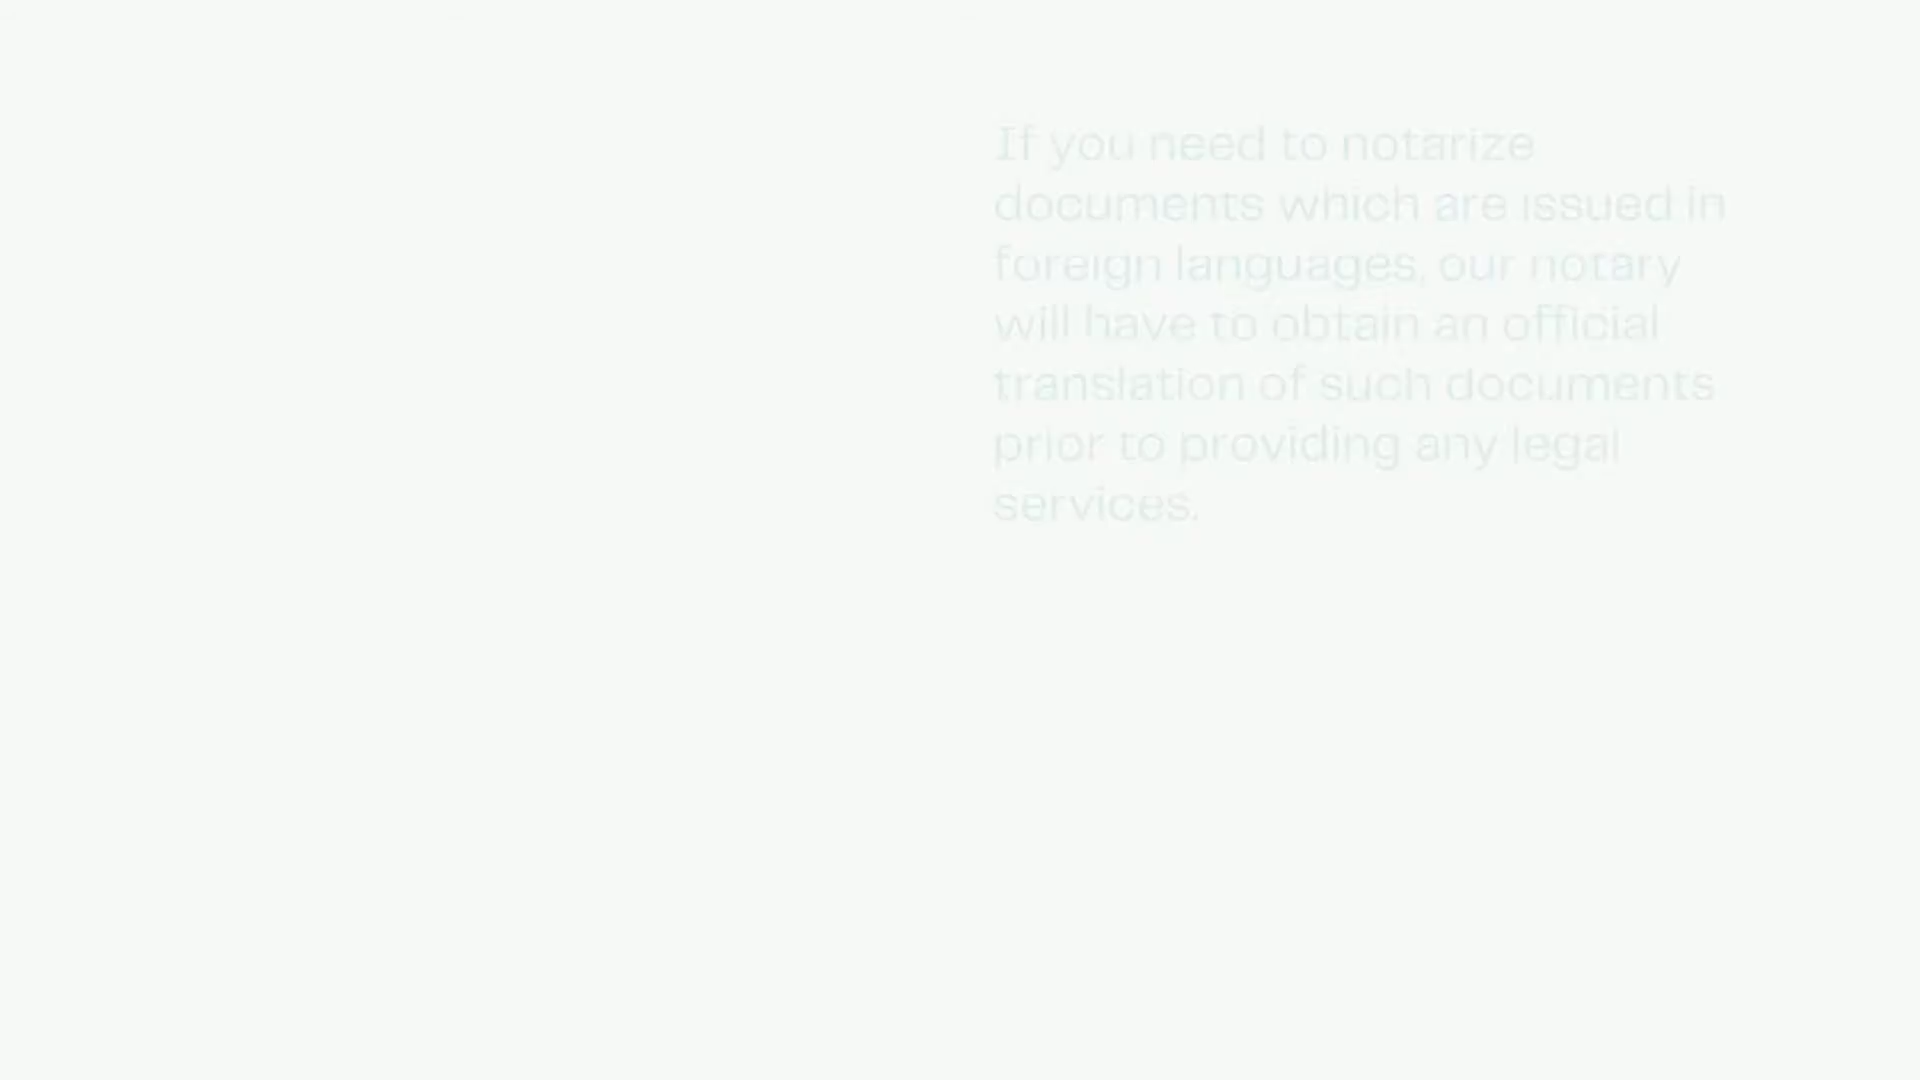 If you need to notarize
documents which are issued in
foreign languages, our notary
will have to obtain an official
translation of such documents
prior to providing any legal
services.